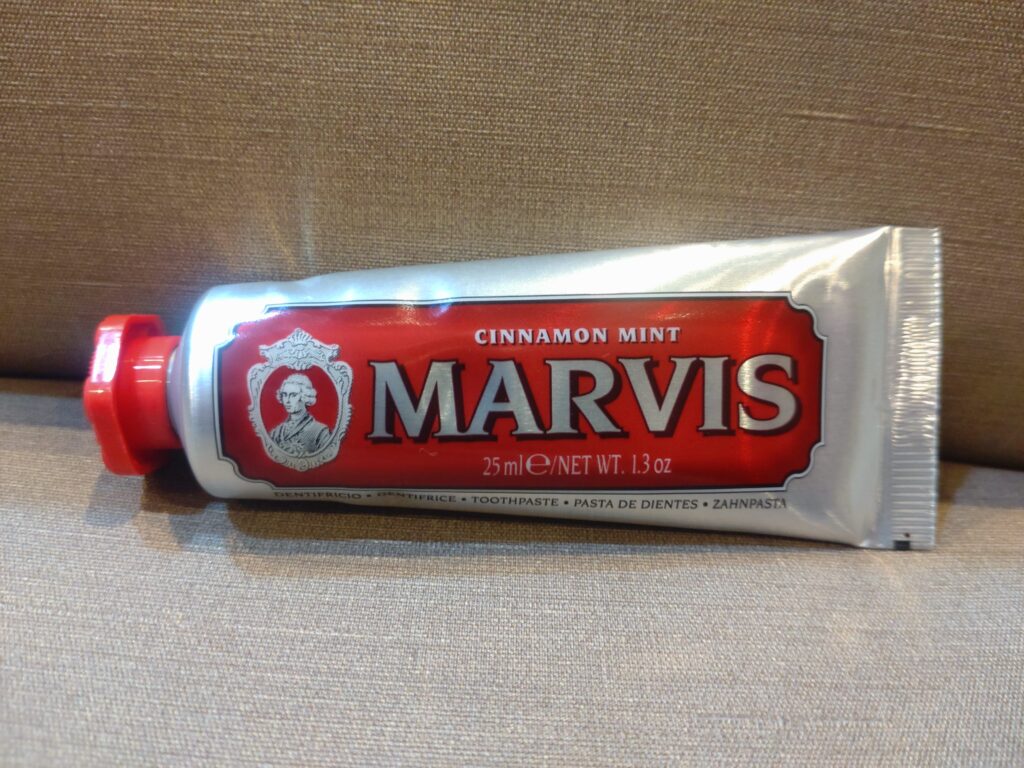 CINNAMON MINT
MARVIS
25 ml℮/NET WT. 1.3 oz
DENTIFRICIO • DENTIFRICE • TOOTHPASTE • PASTA DE DIENTES • ZAHNPASTA